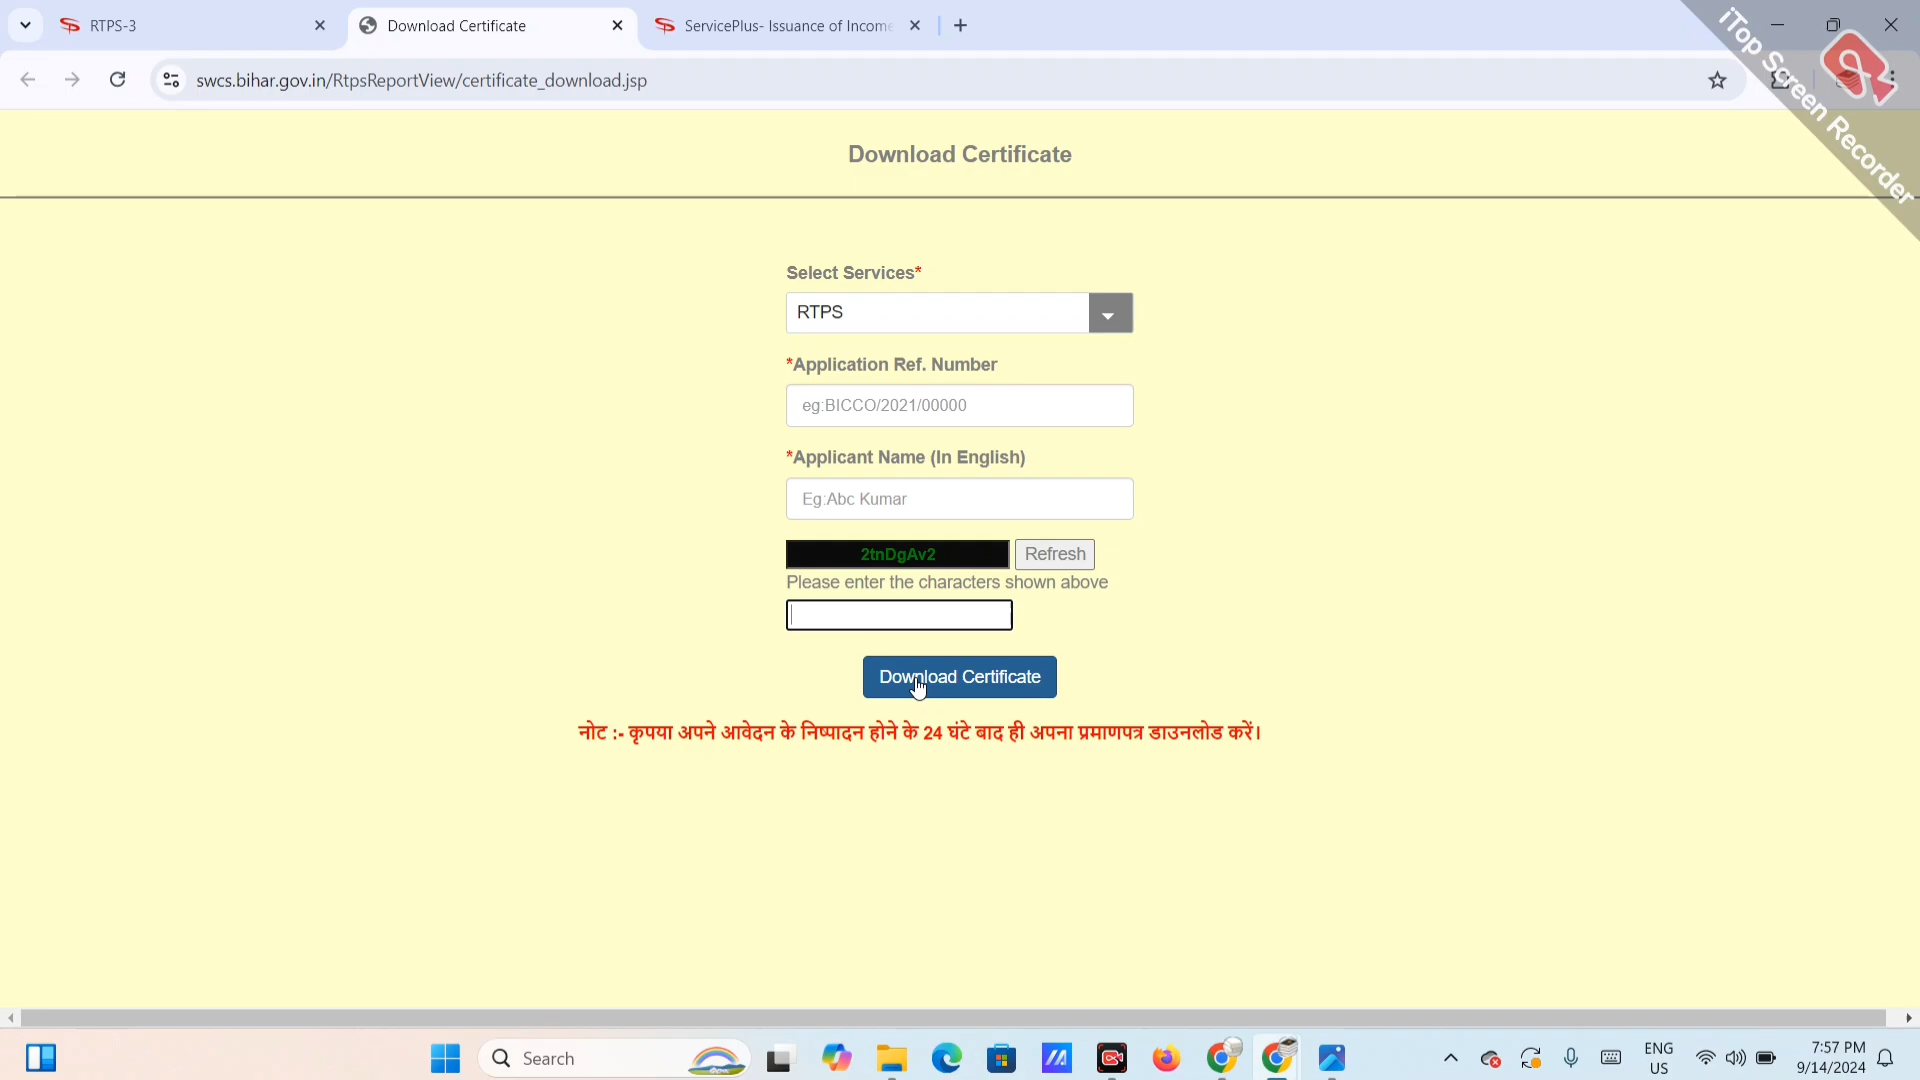 RTPS-3
Download Certificate
ServicePlus- Issuance of Income
swcs.bihar.gov.in/RtpsReportView/certificate_download.jsp
iTop Screen Recorder
Download Certificate
Select Services*
RTPS
*Application Ref. Number
eg:BICCO/2021/00000
*Applicant Name (In English)
Eg:Abc Kumar
2tnDgAv2
Refresh
Please enter the characters shown above
Download Certificate
नोट :- कृपया अपने आवेदन के निष्पादन होने के 24 घंटे बाद ही अपना प्रमाणपत्र डाउनलोड करें।
Search
ENG
US
7:57 PM
9/14/2024